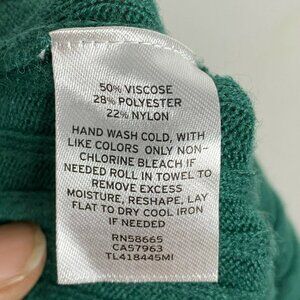 50% VISCOSE
28% POLYESTER
22% NYLON
HAND WASH COLD, WITH
LIKE COLORS ONLY NON-
CHLORINE BLEACH IF
NEEDED ROLL IN TOWEL TO
REMOVE EXCESS
MOISTURE, RESHAPE, LAY
FLAT TO DRY COOL IRON
IF NEEDED
RN58665
CA57963
TL418445MI